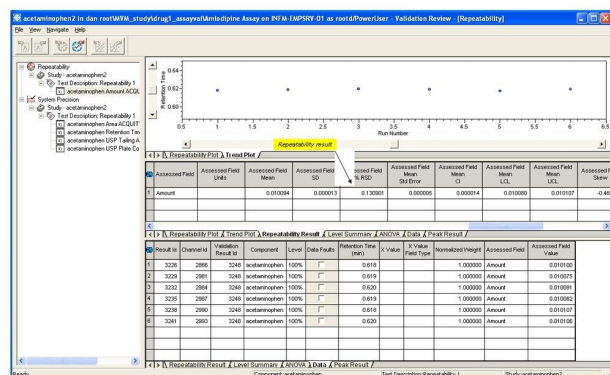 acetaminophen2 in dan root\MVM_study\drug1_assayval\Amlodipine Assay on INFM-EMPSRV-01 as rootd/PowerUser - Validation Review - [Repeatability]
File View Navigate Help
Repeatability
Study - acetaminophen2
Test Description: Repeatability 1
acetaminophen Amount ACQU
System Precision
Study - acetaminophen2
Test Description: Repeatability 1
acetaminophen Area ACQUIT
acetaminophen Retention Tim
acetaminophen USP Tailing A
acetaminophen USP Plate Co
Retention Time
0.64
0.62
0.60
0.5 1 1.5 2 2.5 3 3.5 4 4.5 5 5.5 6 6.5
Run Number
Repeatability result
Repeatability Plot Trend Plot
Assessed Field Assessed Field Units Assessed Field Mean Assessed Field SD Assessed Field % RSD Assessed Field Mean Std Error Assessed Field Mean CI Assessed Field Mean LCL Assessed Field Mean UCL Assessed F Skew
1 Amount 0.010094 0.000013 0.130901 0.000005 0.000014 0.010080 0.010107 -0.46
Repeatability Plot Trend Plot Repeatability Result Level Summary ANOVA Data Peak Result
Result Id Channel Id Validation Result Id Component Level Data Faults Retention Time (min) X Value X Value Field Type Normalized Weight Assessed Field Assessed Field Value
1 3226 2866 3248 acetaminophen 100% 0.618 1.000000 Amount 0.010100
2 3229 2981 3248 acetaminophen 100% 0.619 1.000000 Amount 0.010075
3 3232 2984 3248 acetaminophen 100% 0.620 1.000000 Amount 0.010091
4 3235 2987 3248 acetaminophen 100% 0.619 1.000000 Amount 0.010082
5 3238 2990 3248 acetaminophen 100% 0.618 1.000000 Amount 0.010107
6 3241 2993 3248 acetaminophen 100% 0.620 1.000000 Amount 0.010106
Repeatability Result Level Summary ANOVA Data Peak Result
Ready Component:acetaminophen Test Description:Repeatability 1 Study:acetaminophen2